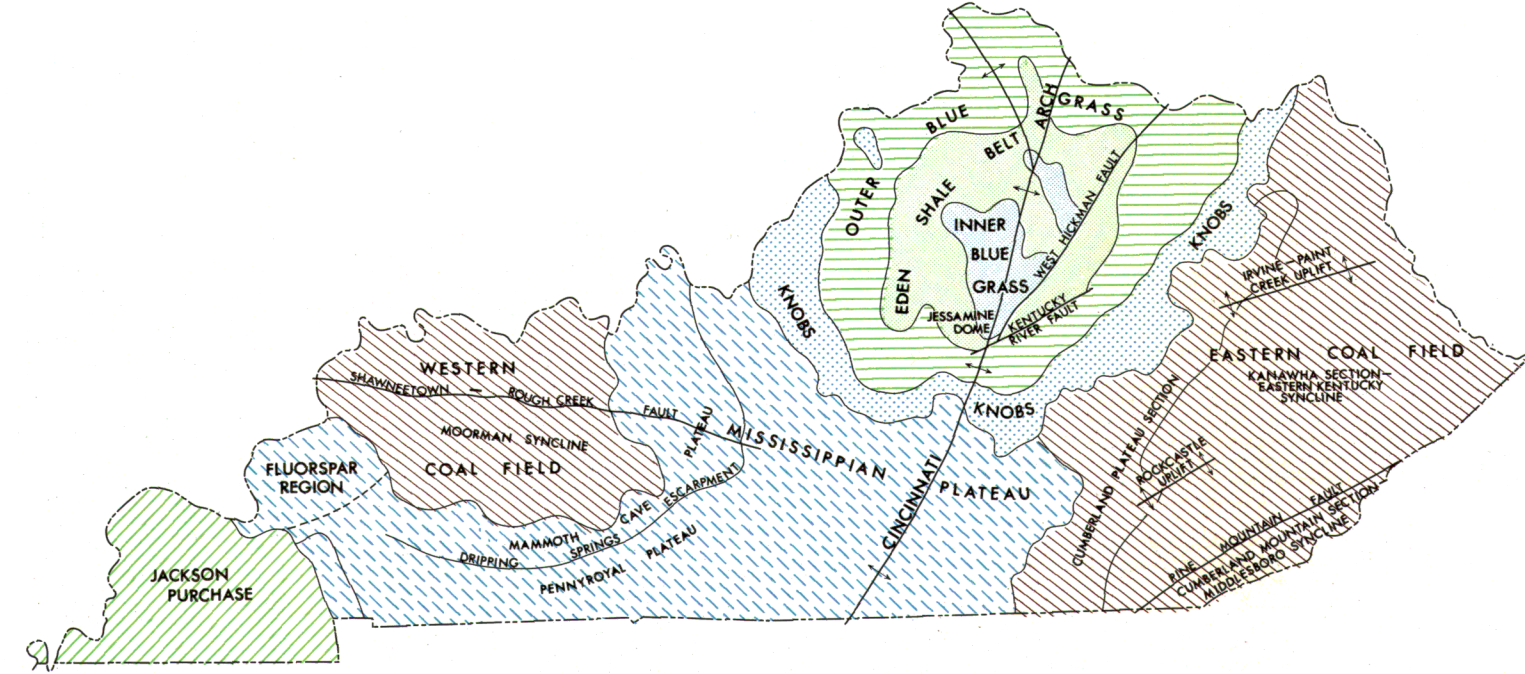 BLUE GRASS
ARCH
BELT
OUTER
SHALE
EDEN
INNER
BLUE
GRASS
WEST HICKMAN FAULT
JESSAMINE
DOME
KENTUCKY
RIVER FAULT
KNOBS
KNOBS
KNOBS
IRVINE-PAINT
CREEK UPLIFT
EASTERN COAL FIELD
KANAWHA SECTION-
EASTERN KENTUCKY
SYNCLINE
CUMBERLAND PLATEAU SECTION
ROCKCASTLE
UPLIFT
PINE MOUNTAIN FAULT
CUMBERLAND MOUNTAIN SECTION-
MIDDLESBORO SYNCLINE
WESTERN
SHAWNEETOWN - ROUGH CREEK FAULT
MOORMAN SYNCLINE
COAL FIELD
MISSISSIPPIAN
PLATEAU
CINCINNATI
FLUORSPAR
REGION
MAMMOTH CAVE PLATEAU
DRIPPING SPRINGS ESCARPMENT
PENNYROYAL PLATEAU
JACKSON
PURCHASE